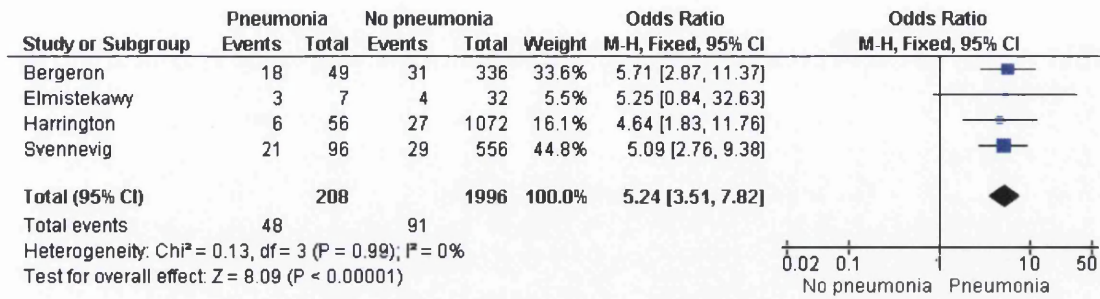 Pneumonia No pneumonia Odds Ratio Odds Ratio
Study or Subgroup Events Total Events Total Weight M-H, Fixed, 95% CI M-H, Fixed, 95% CI
Bergeron 18 49 31 336 33.6% 5.71 [2.87, 11.37]
Elmistekawy 3 7 4 32 5.5% 5.25 [0.84, 32.63]
Harrington 6 56 27 1072 16.1% 4.64 [1.83, 11.76]
Svennevig 21 96 29 556 44.8% 5.09 [2.76, 9.38]
Total (95% CI) 208 1996 100.0% 5.24 [3.51, 7.82]
Total events 48 91
Heterogeneity: Chi² = 0.13, df = 3 (P = 0.99); I² = 0%
Test for overall effect: Z = 8.09 (P < 0.00001)
0.02 0.1 1 10 50
No pneumonia Pneumonia